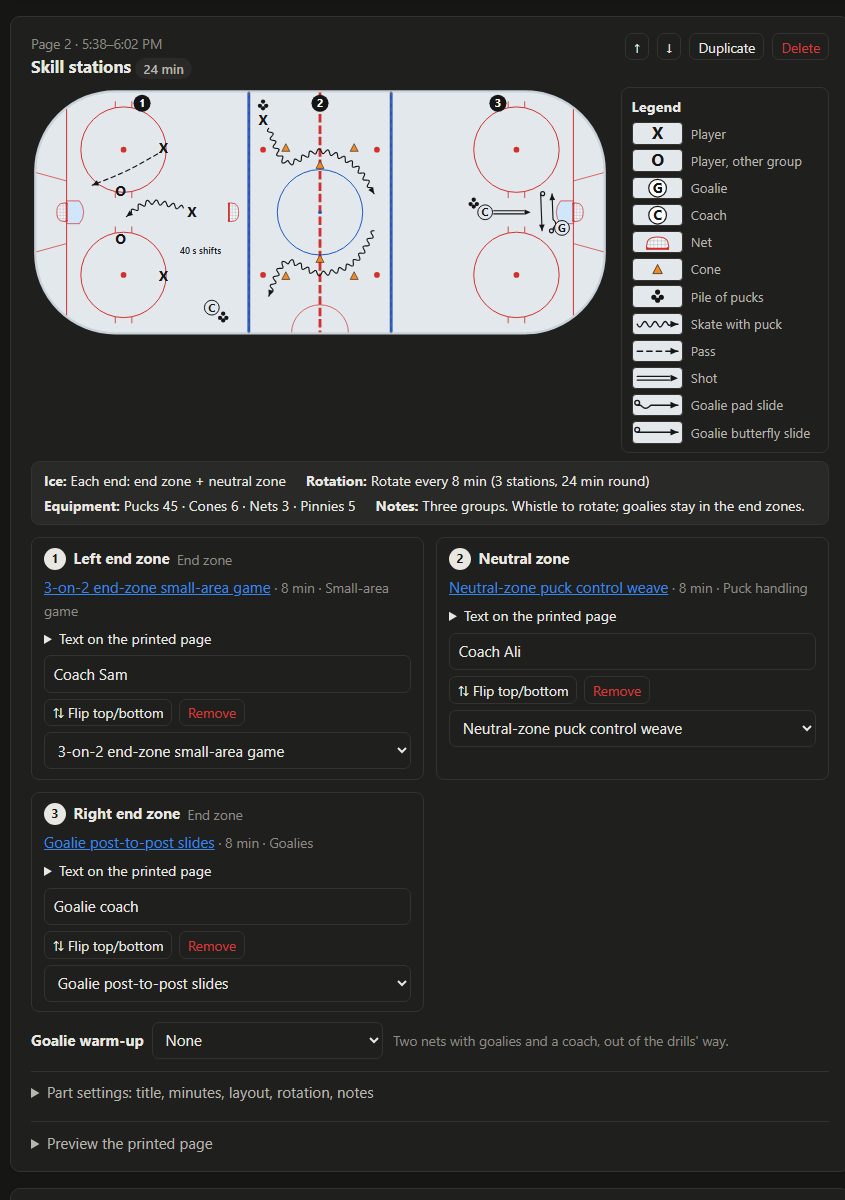 Page 2 · 5:38–6:02 PM
↑ ↓ Duplicate Delete
Skill stations 24 min
1 2 3
X
X
O
X
O
40 s shifts
X
C
C
G
Legend
X Player
O Player, other group
G Goalie
C Coach
Net
Cone
Pile of pucks
Skate with puck
Pass
Shot
Goalie pad slide
Goalie butterfly slide
Ice: Each end: end zone + neutral zone Rotation: Rotate every 8 min (3 stations, 24 min round)
Equipment: Pucks 45 · Cones 6 · Nets 3 · Pinnies 5 Notes: Three groups. Whistle to rotate; goalies stay in the end zones.
1 Left end zone End zone
3-on-2 end-zone small-area game · 8 min · Small-area
game
▶ Text on the printed page
Coach Sam
⇅ Flip top/bottom Remove
3-on-2 end-zone small-area game
2 Neutral zone
Neutral-zone puck control weave · 8 min · Puck handling
▶ Text on the printed page
Coach Ali
⇅ Flip top/bottom Remove
Neutral-zone puck control weave
3 Right end zone End zone
Goalie post-to-post slides · 8 min · Goalies
▶ Text on the printed page
Goalie coach
⇅ Flip top/bottom Remove
Goalie post-to-post slides
Goalie warm-up None Two nets with goalies and a coach, out of the drills' way.
▶ Part settings: title, minutes, layout, rotation, notes
▶ Preview the printed page